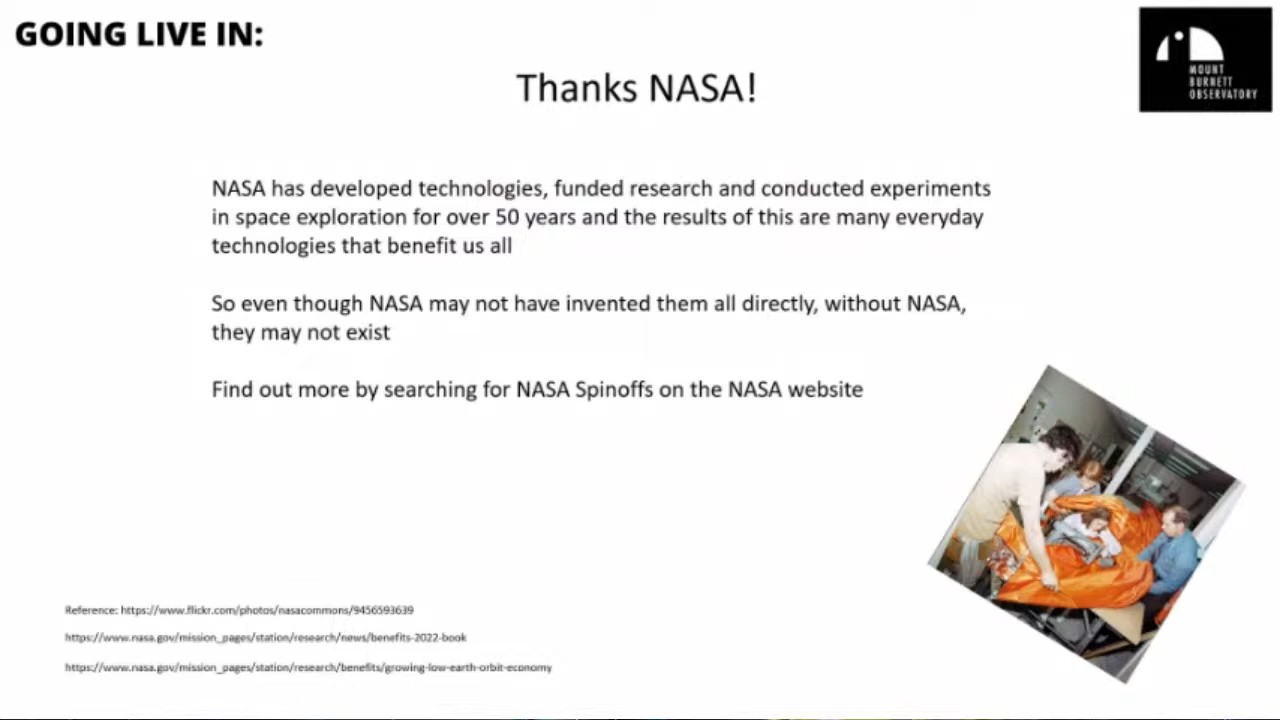 GOING LIVE IN:
MOUNT
BURNETT
OBSERVATORY
Thanks NASA!
NASA has developed technologies, funded research and conducted experiments
in space exploration for over 50 years and the results of this are many everyday
technologies that benefit us all
So even though NASA may not have invented them all directly, without NASA,
they may not exist
Find out more by searching for NASA Spinoffs on the NASA website
Reference: https://www.flickr.com/photos/nasacommons/9456593639
https://www.nasa.gov/mission_pages/station/research/news/benefits-2022-book
https://www.nasa.gov/mission_pages/station/research/benefits/growing-low-earth-orbit-economy